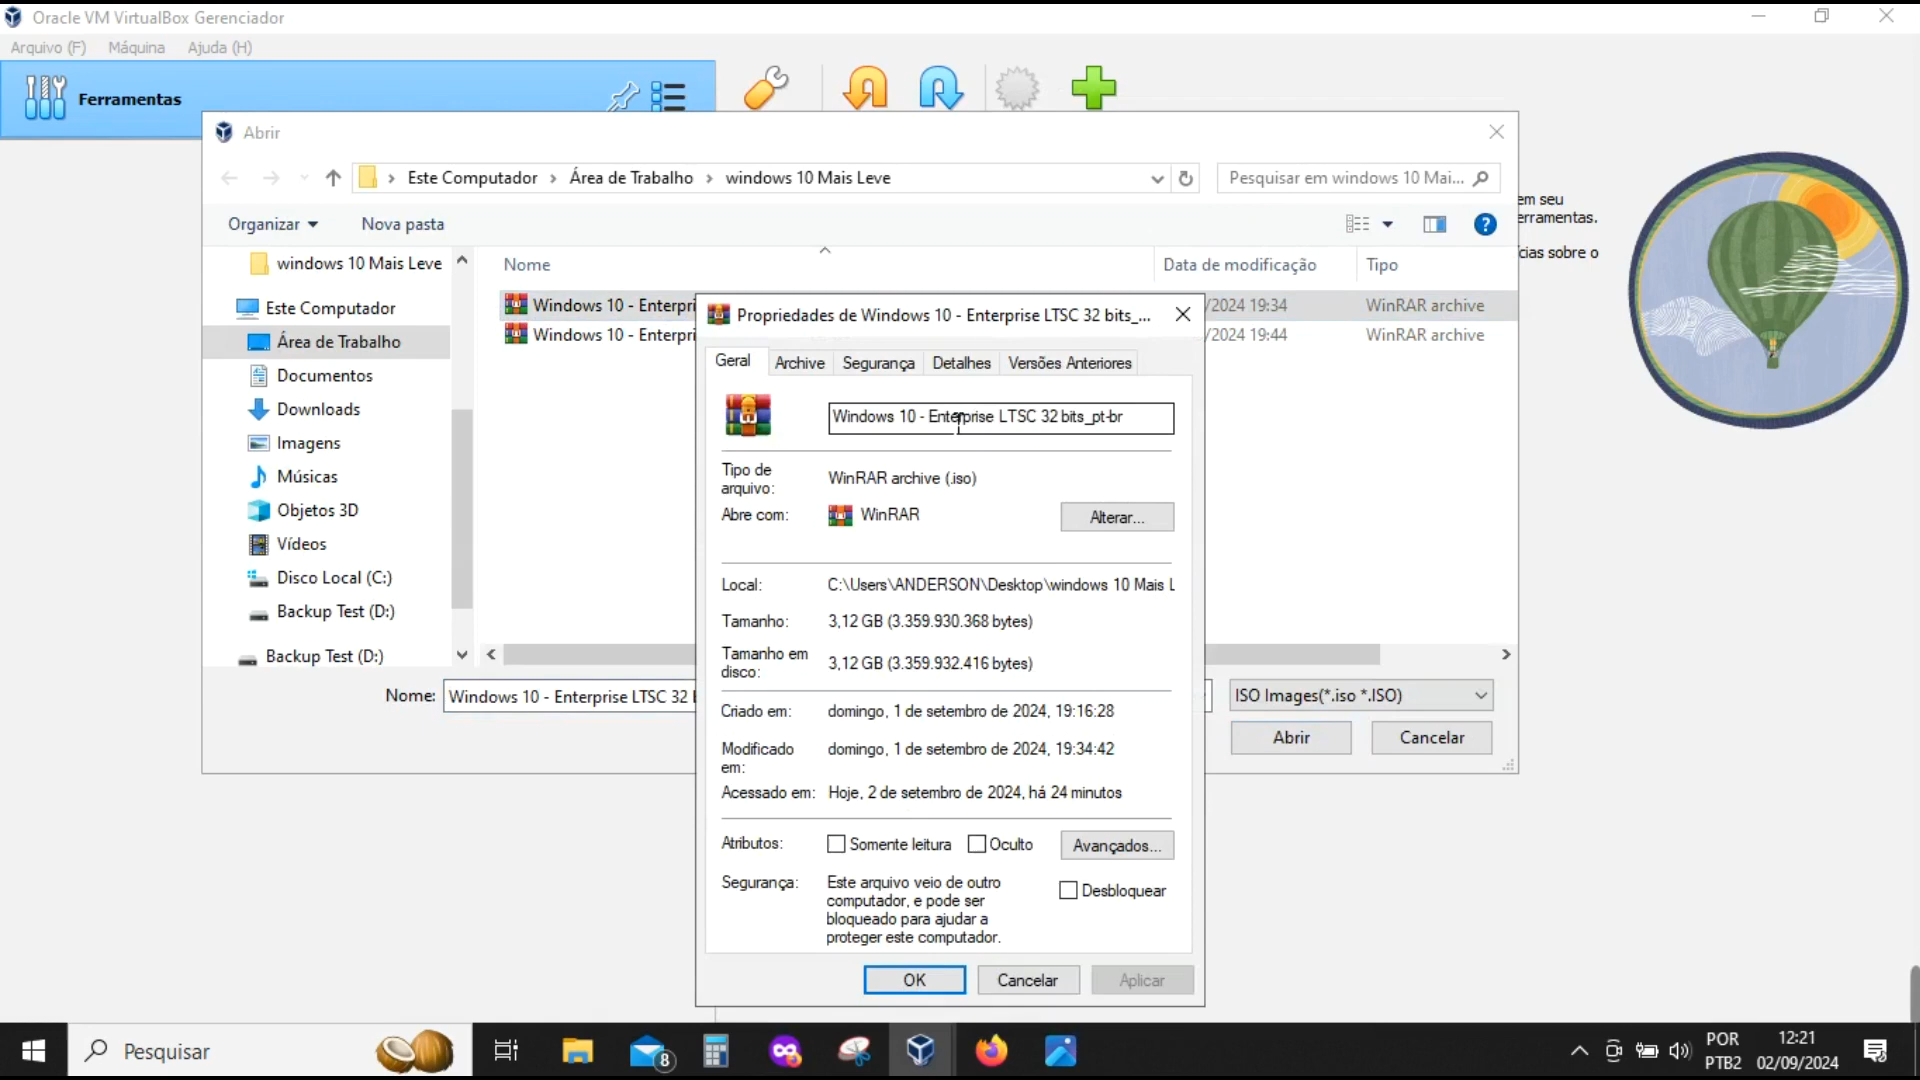 Oracle VM VirtualBox Gerenciador
Arquivo (F) Máquina Ajuda (H)
Ferramentas
Abrir
Este Computador Área de Trabalho windows 10 Mais Leve
Pesquisar em windows 10 Mai...
em seu
erramentas.
cias sobre o
Organizar Nova pasta
windows 10 Mais Leve
Este Computador
Área de Trabalho
Documentos
Downloads
Imagens
Músicas
Objetos 3D
Vídeos
Disco Local (C:)
Backup Test (D:)
Backup Test (D:)
Nome Data de modificação Tipo
Windows 10 - Enterpri /2024 19:34 WinRAR archive
Windows 10 - Enterpri /2024 19:44 WinRAR archive
Nome: Windows 10 - Enterprise LTSC 32
ISO Images(*.iso *.ISO)
Abrir Cancelar
Propriedades de Windows 10 - Enterprise LTSC 32 bits_...
Geral Archive Segurança Detalhes Versões Anteriores
Windows 10 - Enterprise LTSC 32 bits_pt-br
Tipo de
arquivo: WinRAR archive (.iso)
Abre com: WinRAR Alterar...
Local: C:\Users\ANDERSON\Desktop\windows 10 Mais L
Tamanho: 3,12 GB (3.359.930.368 bytes)
Tamanho em
disco: 3,12 GB (3.359.932.416 bytes)
Criado em: domingo, 1 de setembro de 2024, 19:16:28
Modificado
em: domingo, 1 de setembro de 2024, 19:34:42
Acessado em: Hoje, 2 de setembro de 2024, há 24 minutos
Atributos: Somente leitura Oculto Avançados...
Segurança: Este arquivo veio de outro
computador, e pode ser
bloqueado para ajudar a
proteger este computador.
Desbloquear
OK Cancelar Aplicar
Pesquisar
8
POR
PTB2
12:21
02/09/2024